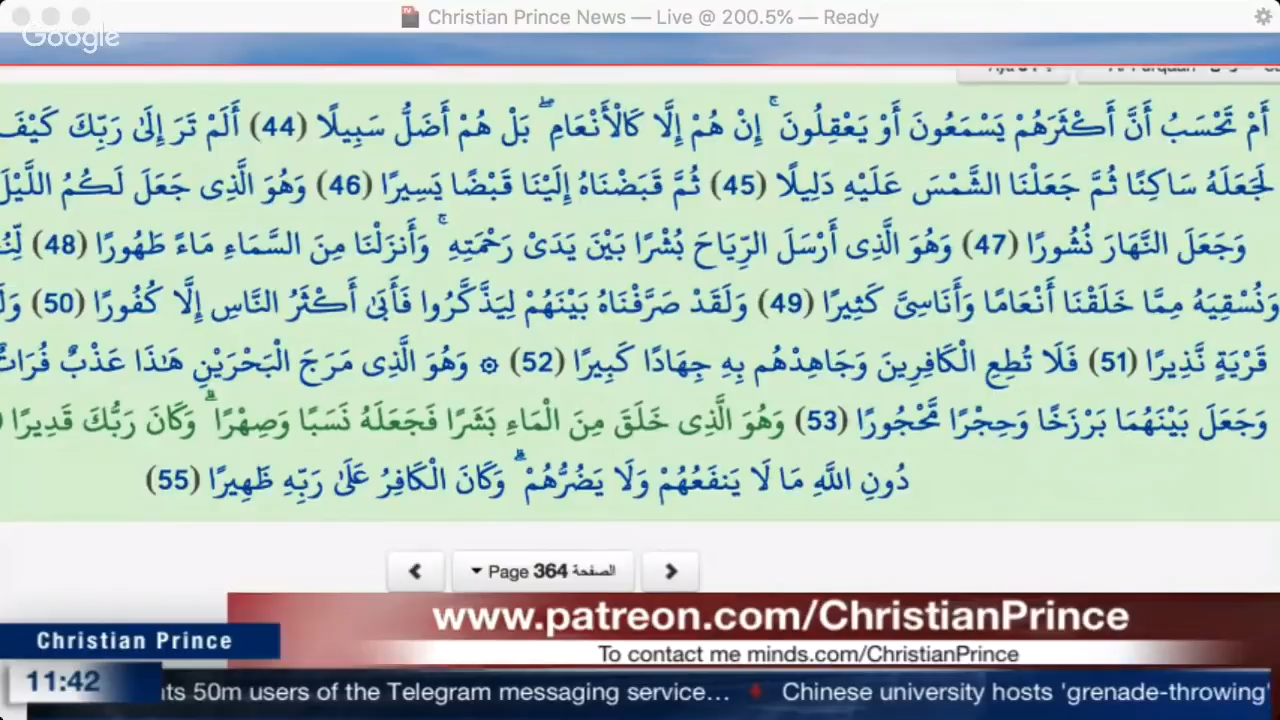 Christian Prince News — Live @ 200.5% — Ready
Google
أَمْ تَحْسَبُ أَنَّ أَكْثَرَهُمْ يَسْمَعُونَ أَوْ يَعْقِلُونَ ۚ إِنْ هُمْ إِلَّا كَالْأَنْعَامِ ۖ بَلْ هُمْ أَضَلُّ سَبِيلًا (44) أَلَمْ تَرَ إِلَىٰ رَبِّكَ كَيْفَ
لَجَعَلَهُ سَاكِنًا ثُمَّ جَعَلْنَا الشَّمْسَ عَلَيْهِ دَلِيلًا (45) ثُمَّ قَبَضْنَاهُ إِلَيْنَا قَبْضًا يَسِيرًا (46) وَهُوَ الَّذِى جَعَلَ لَكُمُ اللَّيْلَ
وَجَعَلَ النَّهَارَ نُشُورًا (47) وَهُوَ الَّذِى أَرْسَلَ الرِّيَاحَ بُشْرًا بَيْنَ يَدَىْ رَحْمَتِهِ ۚ وَأَنزَلْنَا مِنَ السَّمَاءِ مَاءً طَهُورًا (48)
وَنُسْقِيَهُ مِمَّا خَلَقْنَا أَنْعَامًا وَأَنَاسِىَّ كَثِيرًا (49) وَلَقَدْ صَرَّفْنَاهُ بَيْنَهُمْ لِيَذَّكَّرُوا فَأَبَىٰ أَكْثَرُ النَّاسِ إِلَّا كُفُورًا (50)
قَرْيَةٍ نَّذِيرًا (51) فَلَا تُطِعِ الْكَافِرِينَ وَجَاهِدْهُم بِهِ جِهَادًا كَبِيرًا (52) ۞ وَهُوَ الَّذِى مَرَجَ الْبَحْرَيْنِ هَـٰذَا عَذْبٌ فُرَاتٌ
وَجَعَلَ بَيْنَهُمَا بَرْزَخًا وَحِجْرًا مَّحْجُورًا (53) وَهُوَ الَّذِى خَلَقَ مِنَ الْمَاءِ بَشَرًا فَجَعَلَهُ نَسَبًا وَصِهْرًا ۗ وَكَانَ رَبُّكَ قَدِيرًا
دُونِ اللَّهِ مَا لَا يَنفَعُهُمْ وَلَا يَضُرُّهُمْ ۗ وَكَانَ الْكَافِرُ عَلَىٰ رَبِّهِ ظَهِيرًا (55)
Page 364 الصفحة
www.patreon.com/ChristianPrince
Christian Prince
To contact me minds.com/ChristianPrince
11:42
50m users of the Telegram messaging service... Chinese university hosts 'grenade-throwing'